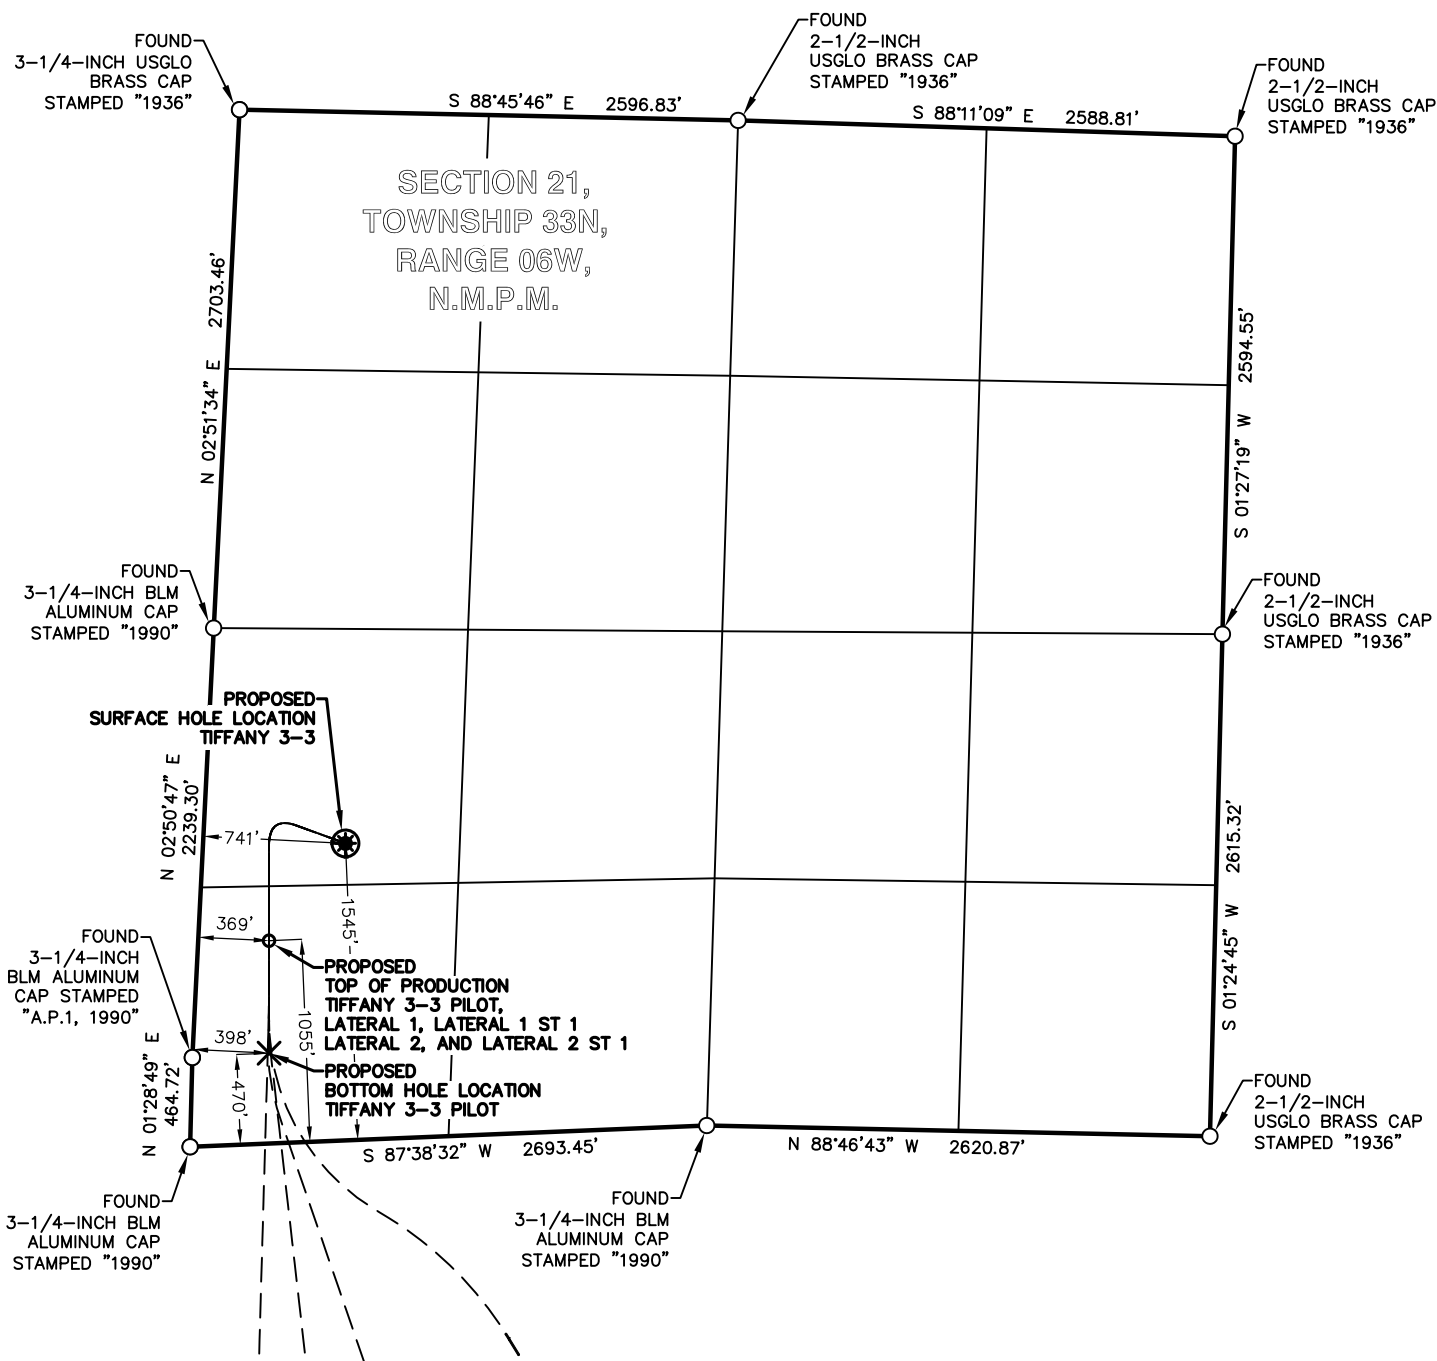 FOUND
3-1/4-INCH USGLO
BRASS CAP
STAMPED "1936"
FOUND
2-1/2-INCH
USGLO BRASS CAP
STAMPED "1936"
FOUND
2-1/2-INCH
USGLO BRASS CAP
STAMPED "1936"
S 88°45'46" E 2596.83'
S 88°11'09" E 2588.81'
SECTION 21,
TOWNSHIP 33N,
RANGE 06W,
N.M.P.M.
N 02°51'34" E 2703.46'
S 01°27'19" W 2594.55'
FOUND
3-1/4-INCH BLM
ALUMINUM CAP
STAMPED "1990"
FOUND
2-1/2-INCH
USGLO BRASS CAP
STAMPED "1936"
PROPOSED
SURFACE HOLE LOCATION
TIFFANY 3-3
N 02°50'47" E
2239.30'
741'
1545'
S 01°24'45" W 2615.32'
369'
FOUND
3-1/4-INCH
BLM ALUMINUM
CAP STAMPED
"A.P.1, 1990"
PROPOSED
TOP OF PRODUCTION
TIFFANY 3-3 PILOT,
LATERAL 1, LATERAL 1 ST 1
LATERAL 2, AND LATERAL 2 ST 1
1055'
398'
470'
PROPOSED
BOTTOM HOLE LOCATION
TIFFANY 3-3 PILOT
N 01°28'49" E
464.72'
S 87°38'32" W 2693.45'
N 88°46'43" W 2620.87'
FOUND
2-1/2-INCH
USGLO BRASS CAP
STAMPED "1936"
FOUND
3-1/4-INCH BLM
ALUMINUM CAP
STAMPED "1990"
FOUND
3-1/4-INCH BLM
ALUMINUM CAP
STAMPED "1990"